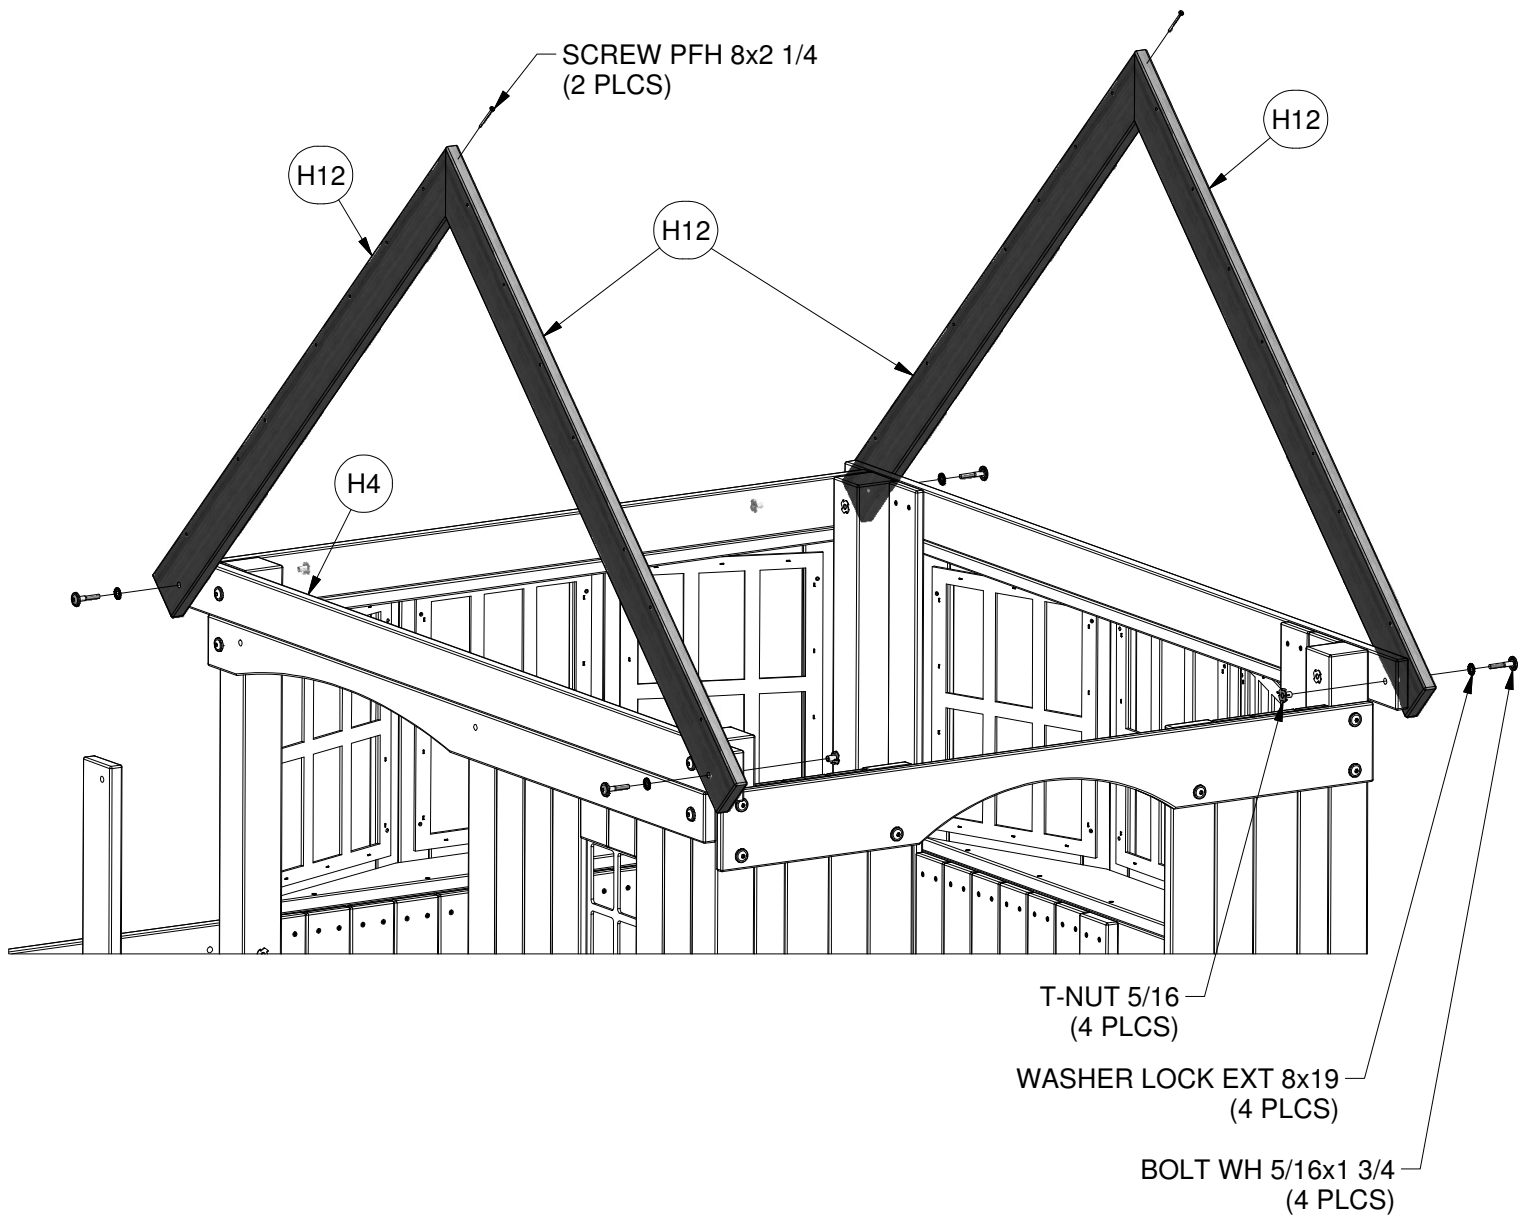 SCREW PFH 8x2 1/4
(2 PLCS)
H12
H12
H12
H4
T-NUT 5/16
(4 PLCS)
WASHER LOCK EXT 8x19
(4 PLCS)
BOLT WH 5/16x1 3/4
(4 PLCS)